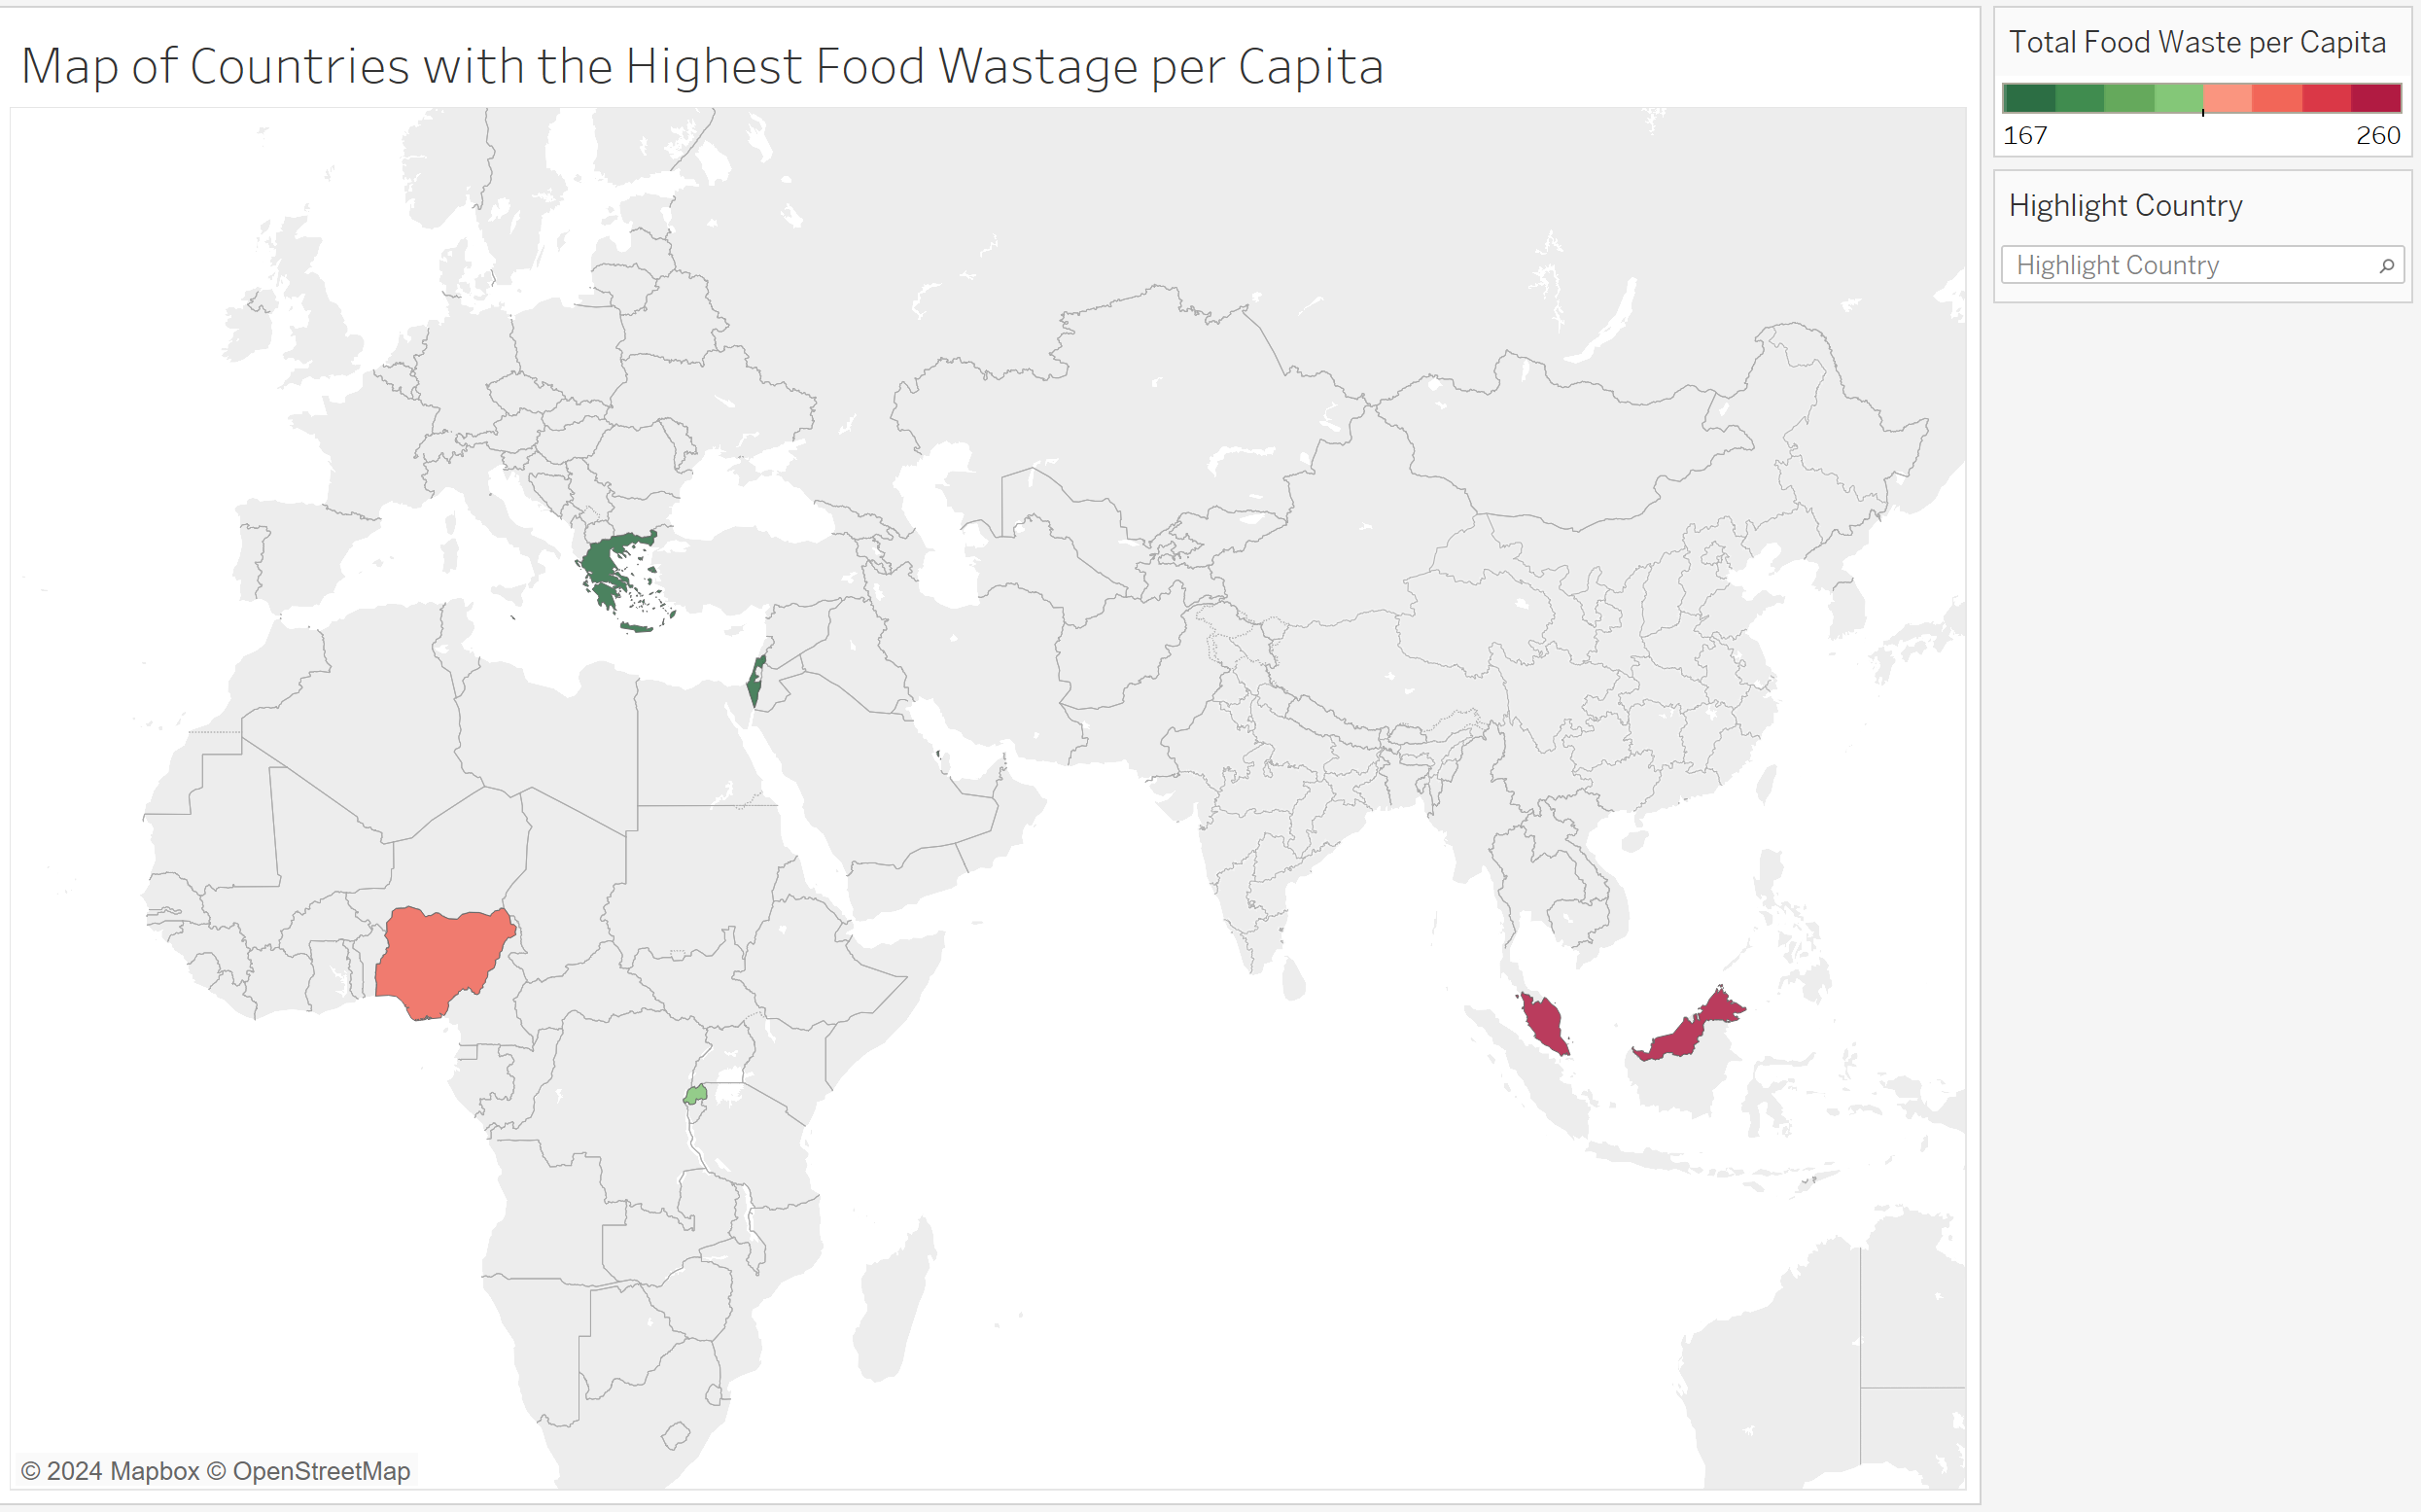 Map of Countries with the Highest Food Wastage per Capita
Total Food Waste per Capita
167
260
Highlight Country
Highlight Country
© 2024 Mapbox © OpenStreetMap